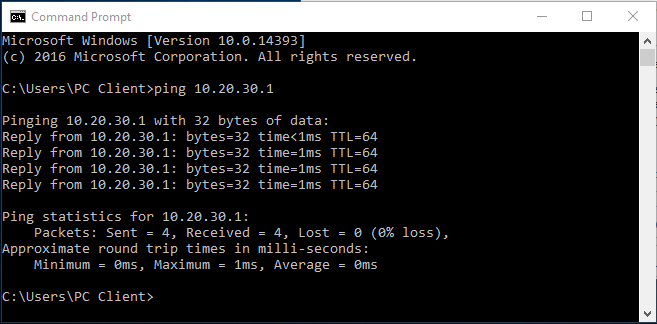 Command Prompt
Microsoft Windows [Version 10.0.14393]
(c) 2016 Microsoft Corporation. All rights reserved.
C:\Users\PC Client>ping 10.20.30.1
Pinging 10.20.30.1 with 32 bytes of data:
Reply from 10.20.30.1: bytes=32 time<1ms TTL=64
Reply from 10.20.30.1: bytes=32 time=1ms TTL=64
Reply from 10.20.30.1: bytes=32 time=1ms TTL=64
Reply from 10.20.30.1: bytes=32 time=1ms TTL=64
Ping statistics for 10.20.30.1:
    Packets: Sent = 4, Received = 4, Lost = 0 (0% loss),
Approximate round trip times in milli-seconds:
    Minimum = 0ms, Maximum = 1ms, Average = 0ms
C:\Users\PC Client>